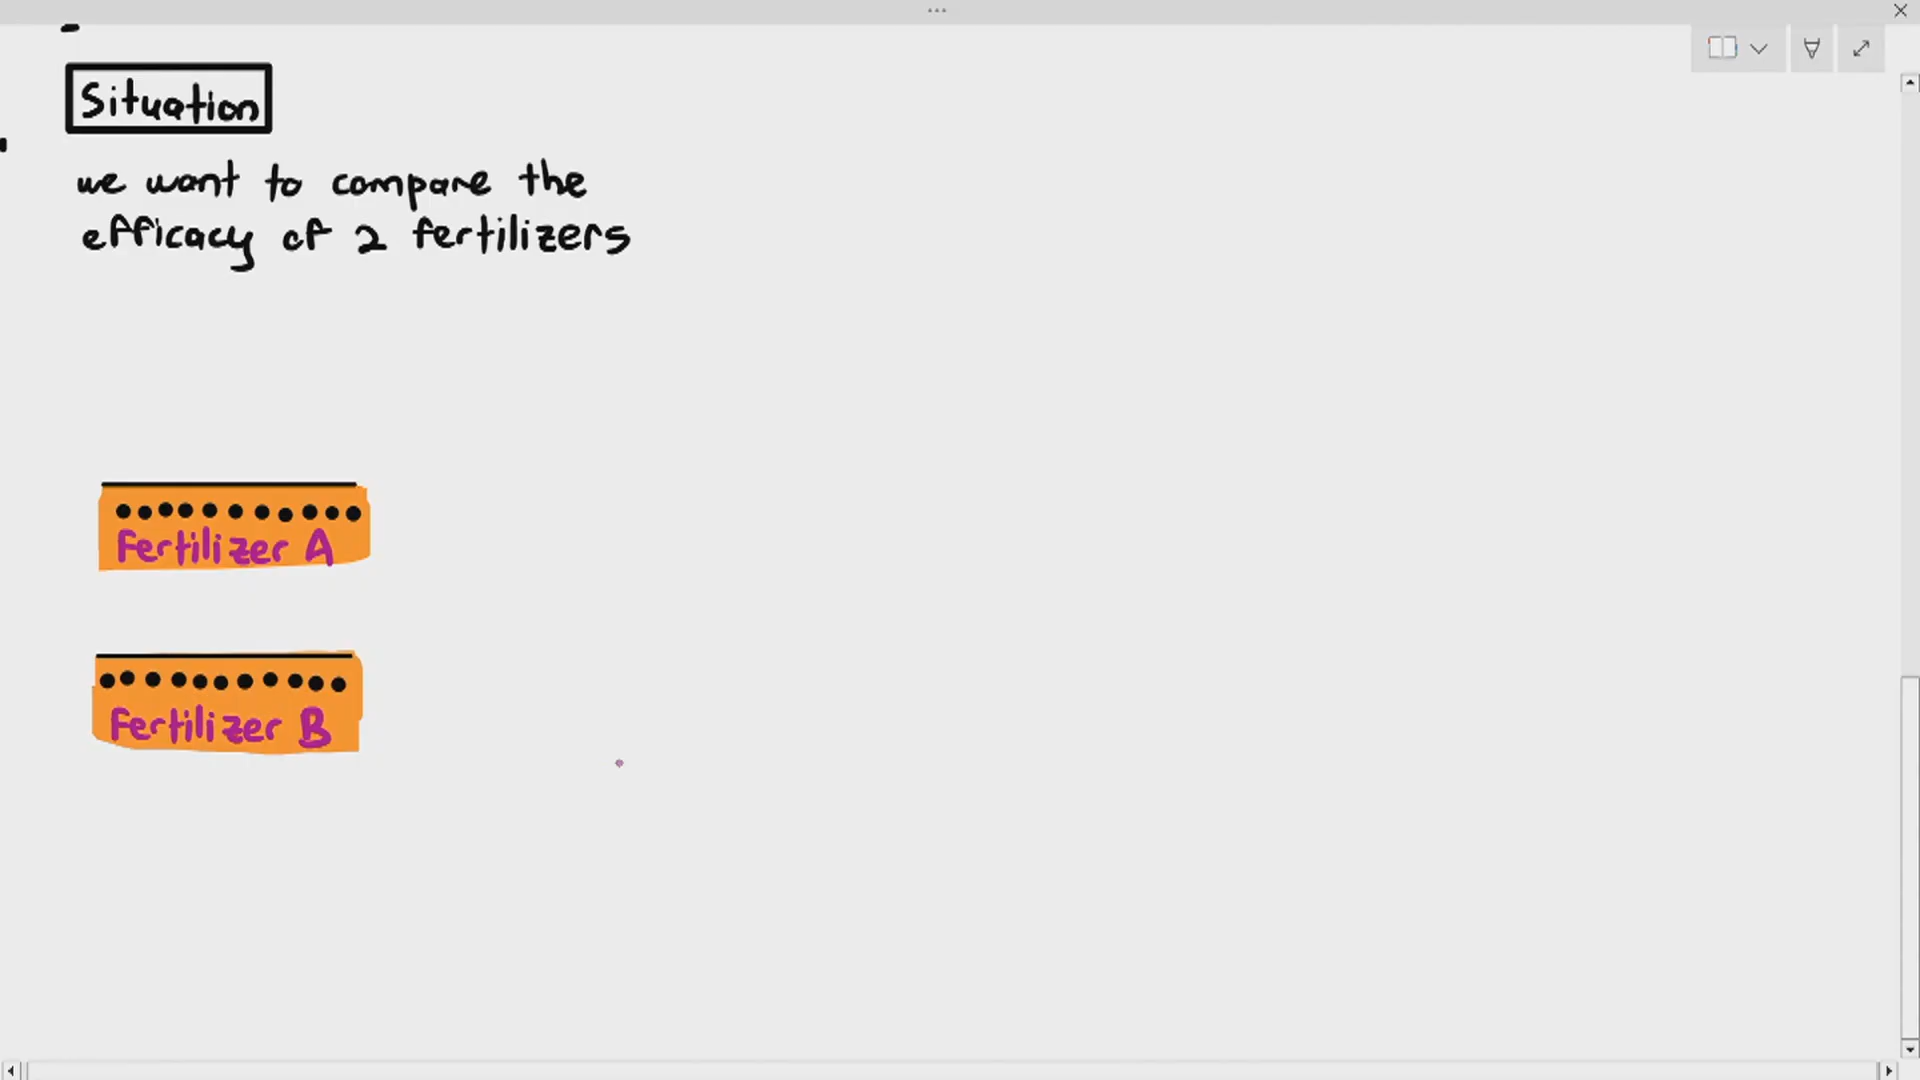 Situation
we want to compare the
efficacy of 2 fertilizers
Fertilizer A
Fertilizer B